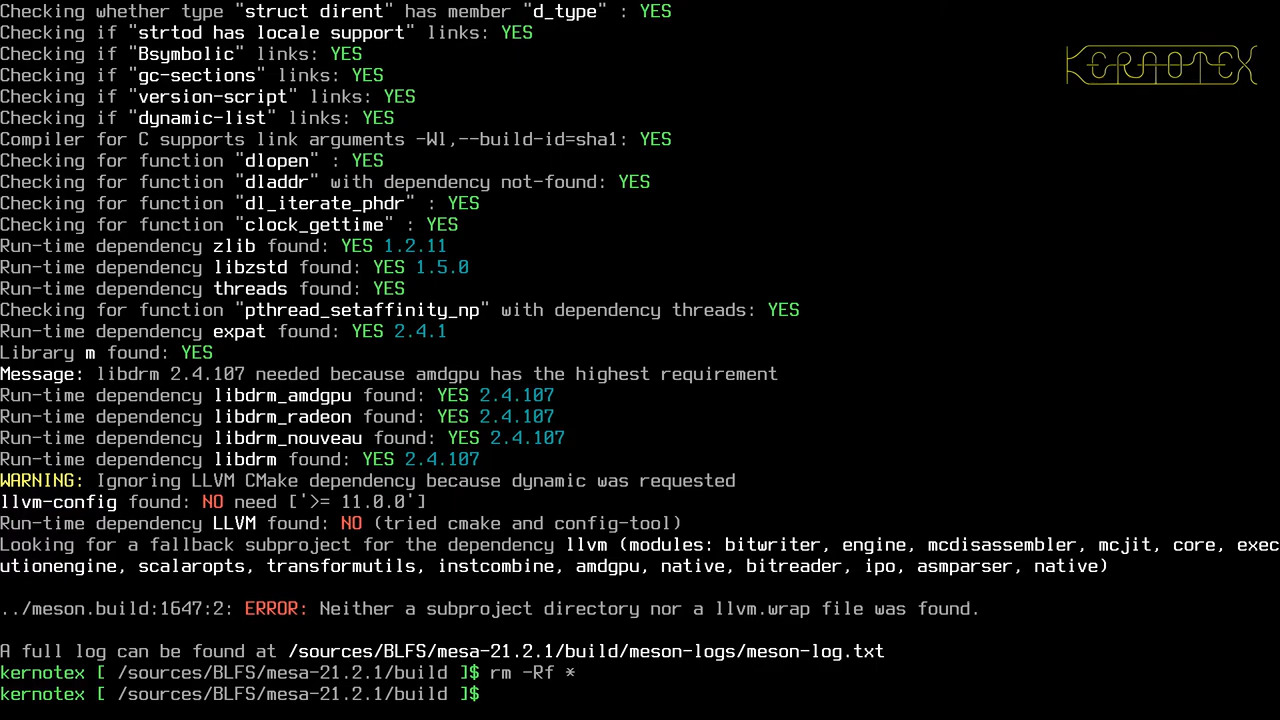 Checking whether type "struct dirent" has member "d_type" : YES
KERNOTEX
Checking if "strtod has locale support" links: YES
Checking if "Bsymbolic" links: YES
Checking if "gc-sections" links: YES
Checking if "version-script" links: YES
Checking if "dynamic-list" links: YES
Compiler for C supports link arguments -Wl,--build-id=sha1: YES
Checking for function "dlopen" : YES
Checking for function "dladdr" with dependency not-found: YES
Checking for function "dl_iterate_phdr" : YES
Checking for function "clock_gettime" : YES
Run-time dependency zlib found: YES 1.2.11
Run-time dependency libzstd found: YES 1.5.0
Run-time dependency threads found: YES
Checking for function "pthread_setaffinity_np" with dependency threads: YES
Run-time dependency expat found: YES 2.4.1
Library m found: YES
Message: libdrm 2.4.107 needed because amdgpu has the highest requirement
Run-time dependency libdrm_amdgpu found: YES 2.4.107
Run-time dependency libdrm_radeon found: YES 2.4.107
Run-time dependency libdrm_nouveau found: YES 2.4.107
Run-time dependency libdrm found: YES 2.4.107
WARNING: Ignoring LLVM CMake dependency because dynamic was requested
llvm-config found: NO need ['>= 11.0.0']
Run-time dependency LLVM found: NO (tried cmake and config-tool)
Looking for a fallback subproject for the dependency llvm (modules: bitwriter, engine, mcdisassembler, mcjit, core, exec
utionengine, scalaropts, transformutils, instcombine, amdgpu, native, bitreader, ipo, asmparser, native)
../meson.build:1647:2: ERROR: Neither a subproject directory nor a llvm.wrap file was found.
A full log can be found at /sources/BLFS/mesa-21.2.1/build/meson-logs/meson-log.txt
kernotex [ /sources/BLFS/mesa-21.2.1/build ]$ rm -Rf *
kernotex [ /sources/BLFS/mesa-21.2.1/build ]$